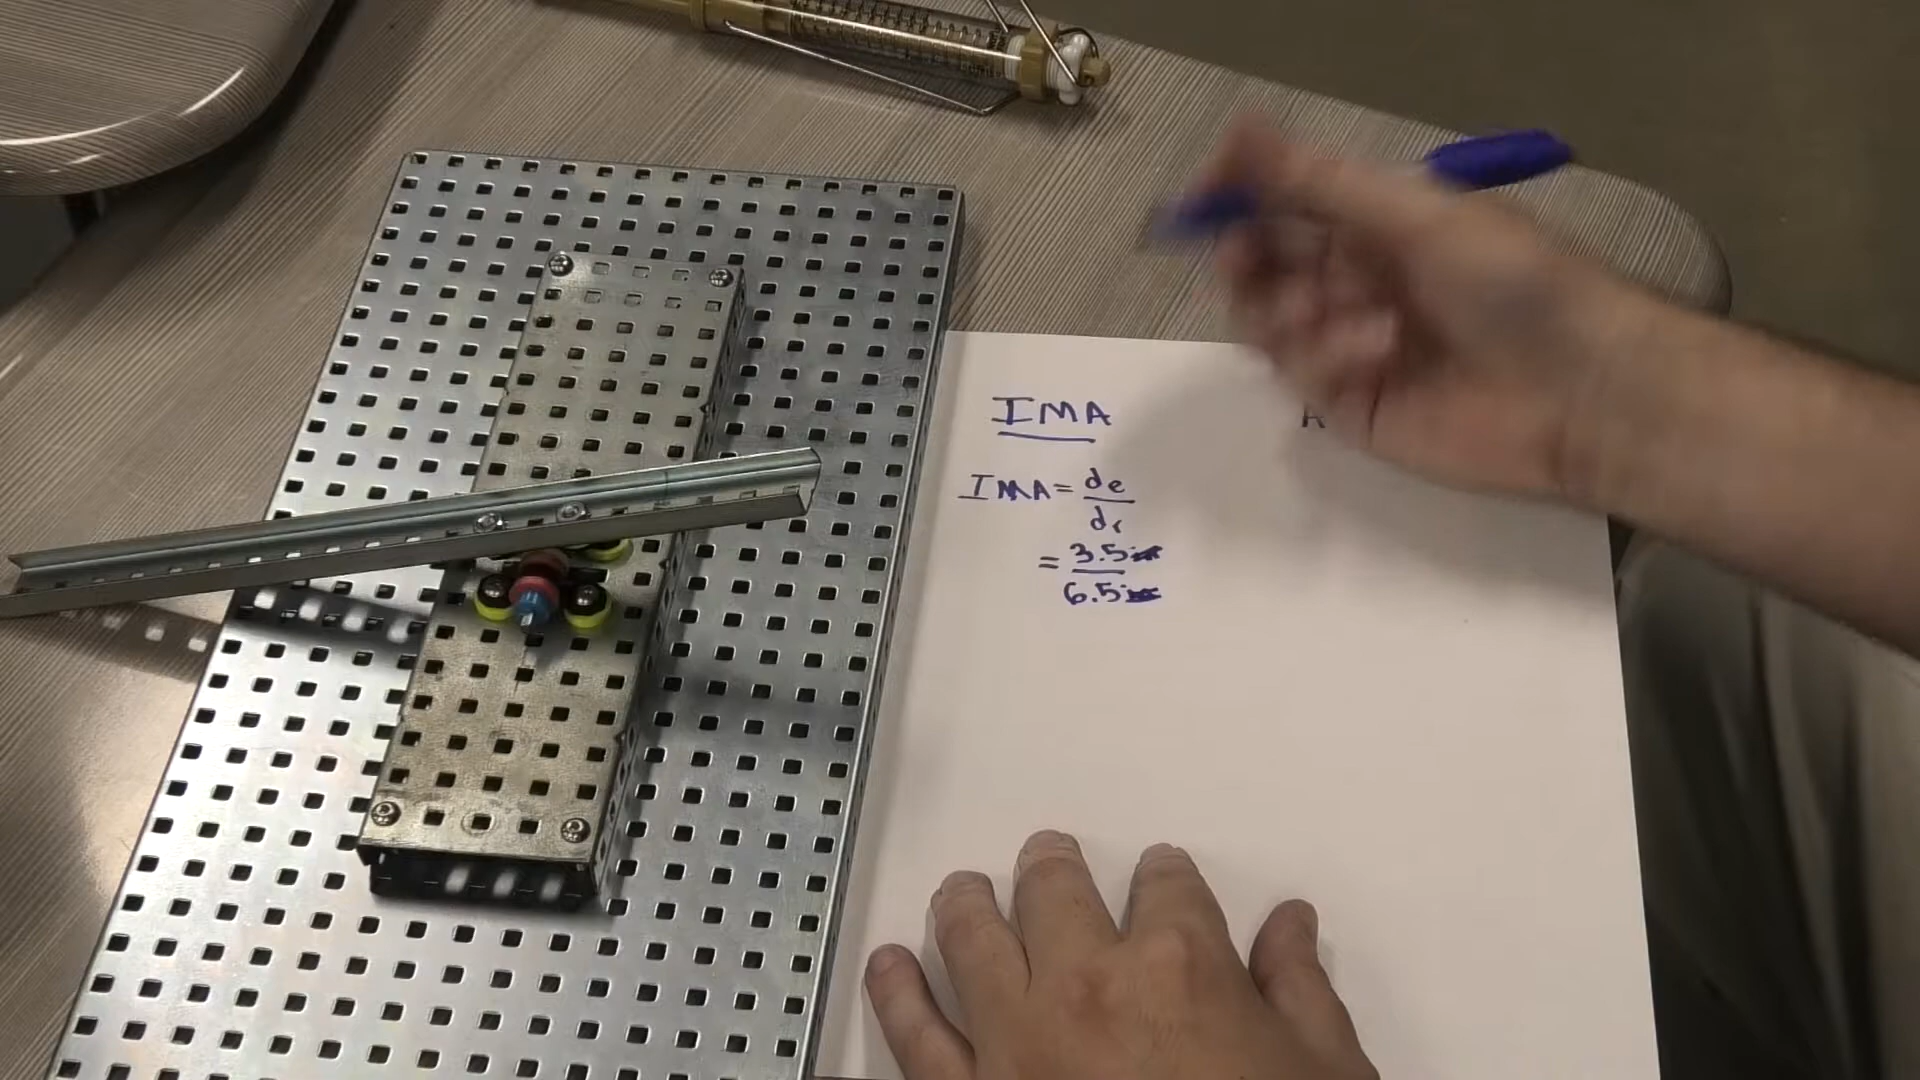 IMA
A
IMA = de
dr
= 3.5
6.5